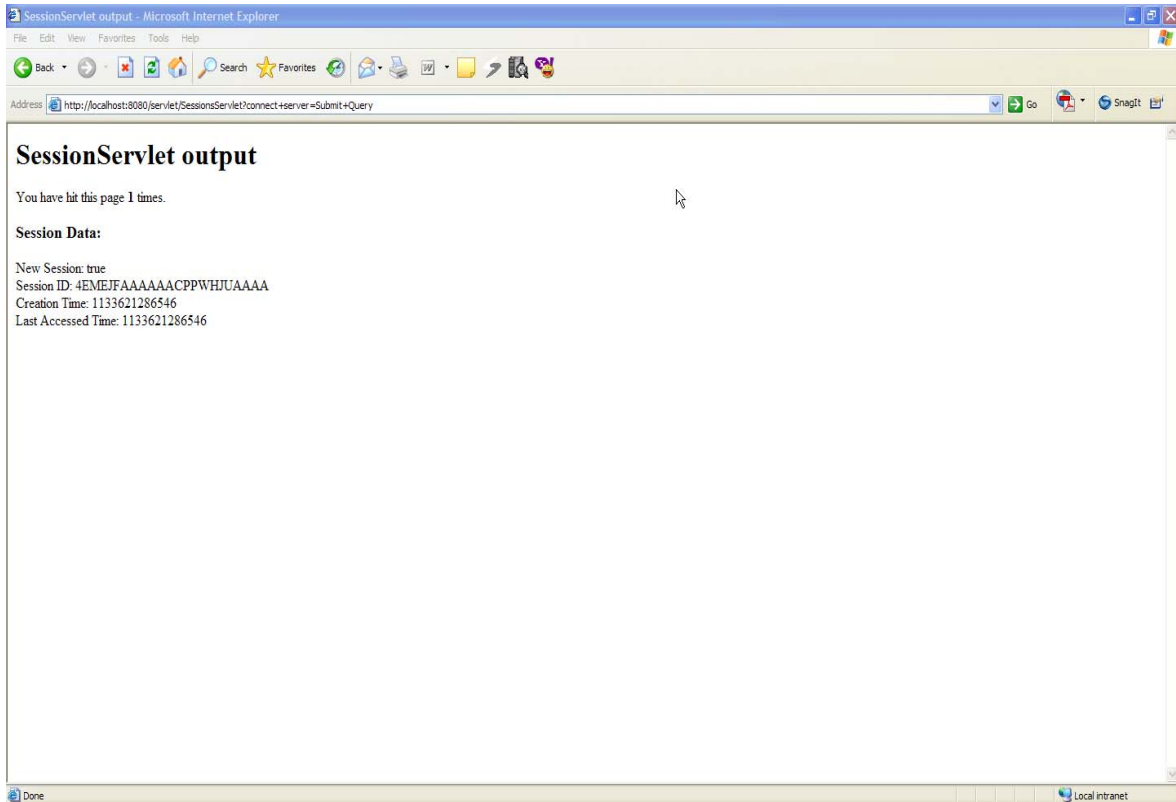 SessionServlet output - Microsoft Internet Explorer
File Edit View Favorites Tools Help
Back Search Favorites
Address http://localhost:8080/servlet/SessionsServlet?connect+server=Submit+Query Go SnagIt
SessionServlet output
You have hit this page 1 times.
Session Data:
New Session: true
Session ID: 4EMEJFAAAAAACPPWHJUAAAA
Creation Time: 1133621286546
Last Accessed Time: 1133621286546
Done Local intranet